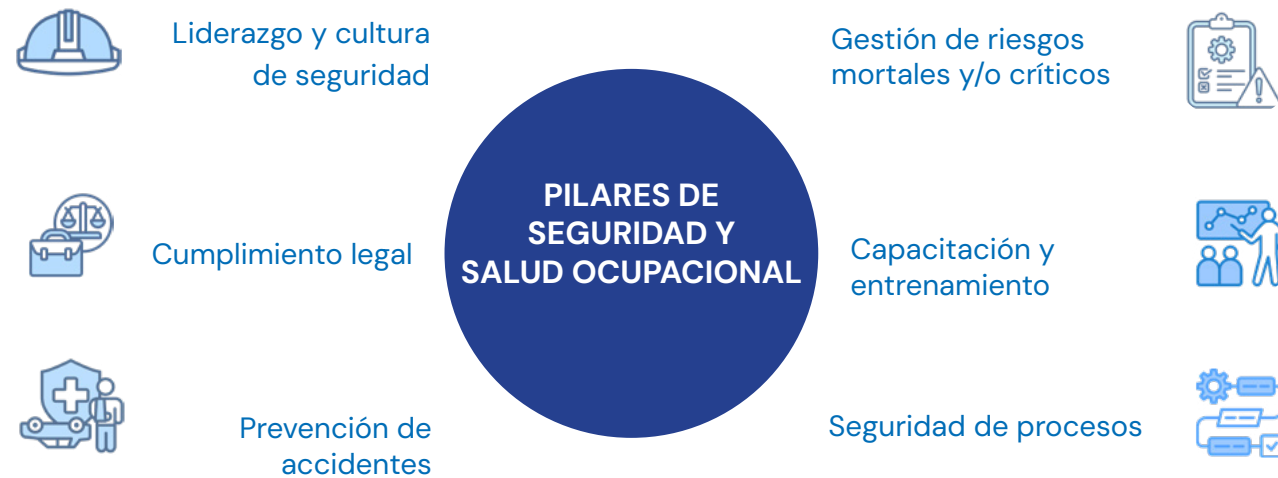 Liderazgo y cultura
de seguridad
Cumplimiento legal
Prevención de
accidentes
PILARES DE
SEGURIDAD Y
SALUD OCUPACIONAL
Gestión de riesgos
mortales y/o críticos
Capacitación y
entrenamiento
Seguridad de procesos